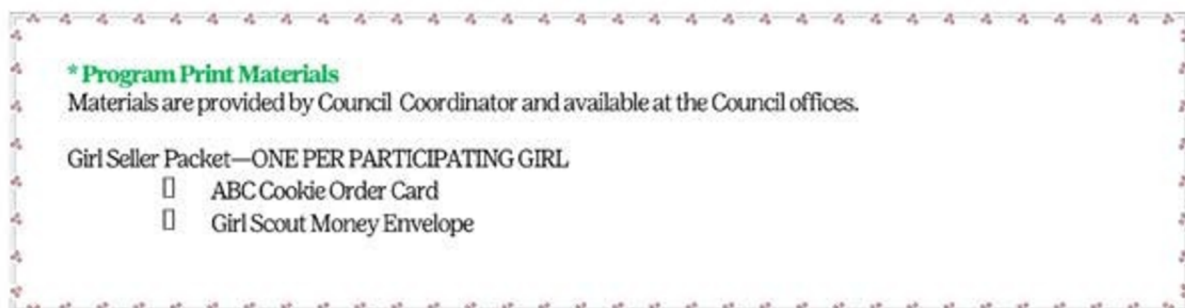 * Program Print Materials
Materials are provided by Council Coordinator and available at the Council offices.
Girl Seller Packet—ONE PER PARTICIPATING GIRL
▯ ABC Cookie Order Card
▯ Girl Scout Money Envelope